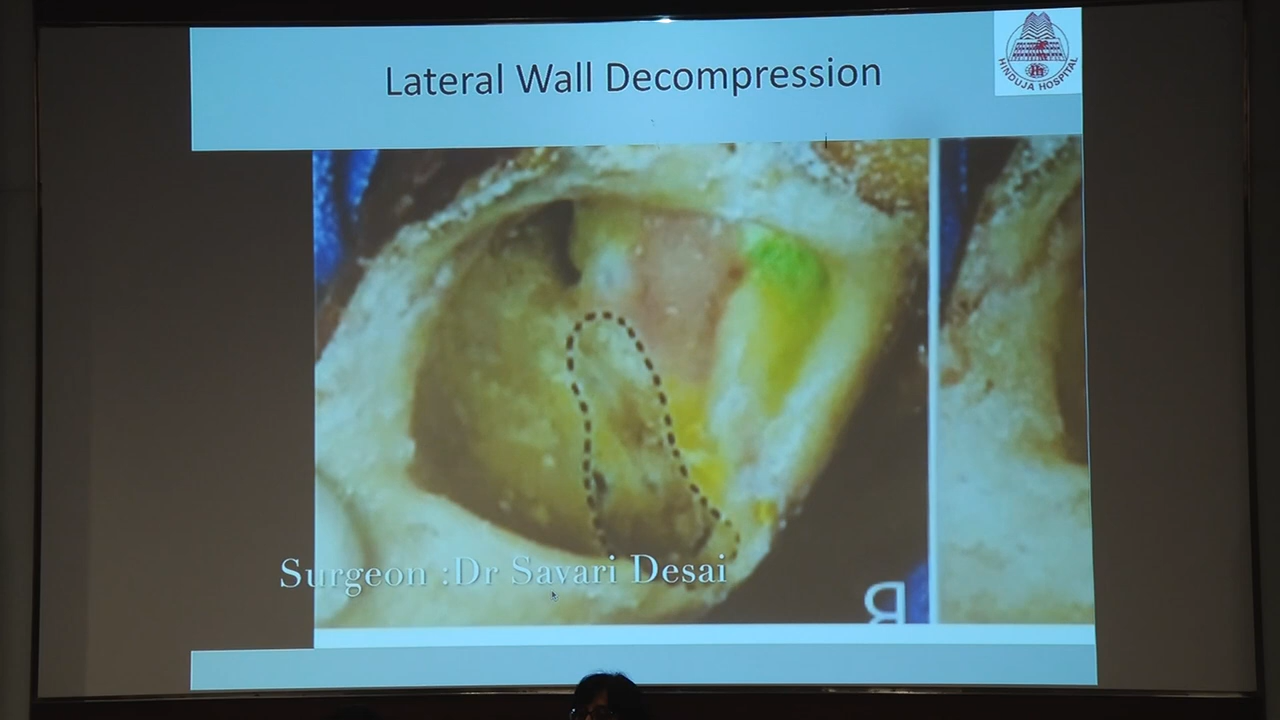 Lateral Wall Decompression
HINDUJA HOSPITAL
Surgeon :Dr Savari Desai